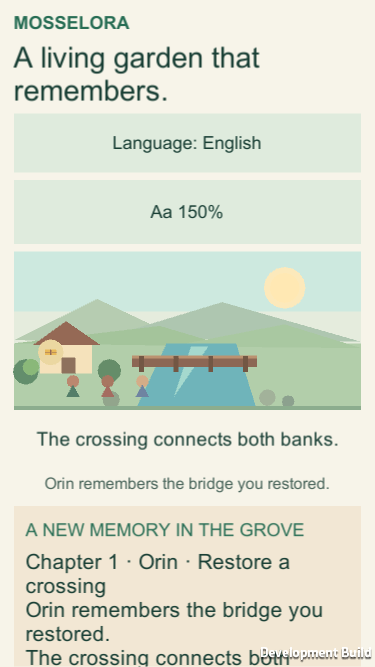 MOSSELORA
A living garden that
remembers.
Language: English
Aa 150%
The crossing connects both banks.
Orin remembers the bridge you restored.
A NEW MEMORY IN THE GROVE
Chapter 1 · Orin · Restore a
crossing
Orin remembers the bridge you
restored.
The crossing connects both
Development Build